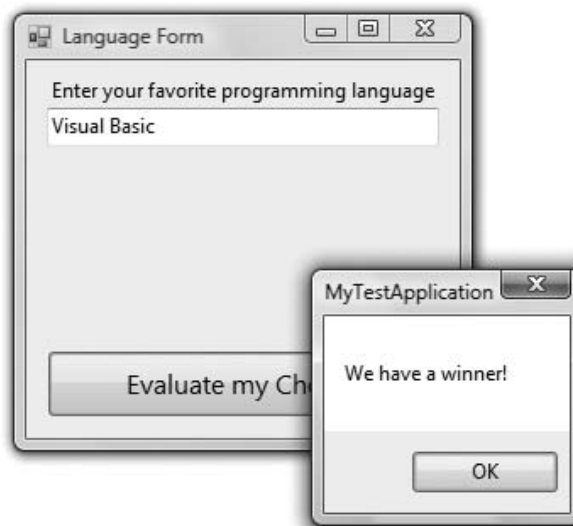 Language Form
Enter your favorite programming language
Visual Basic
Evaluate my Ch
MyTestApplication
We have a winner!
OK